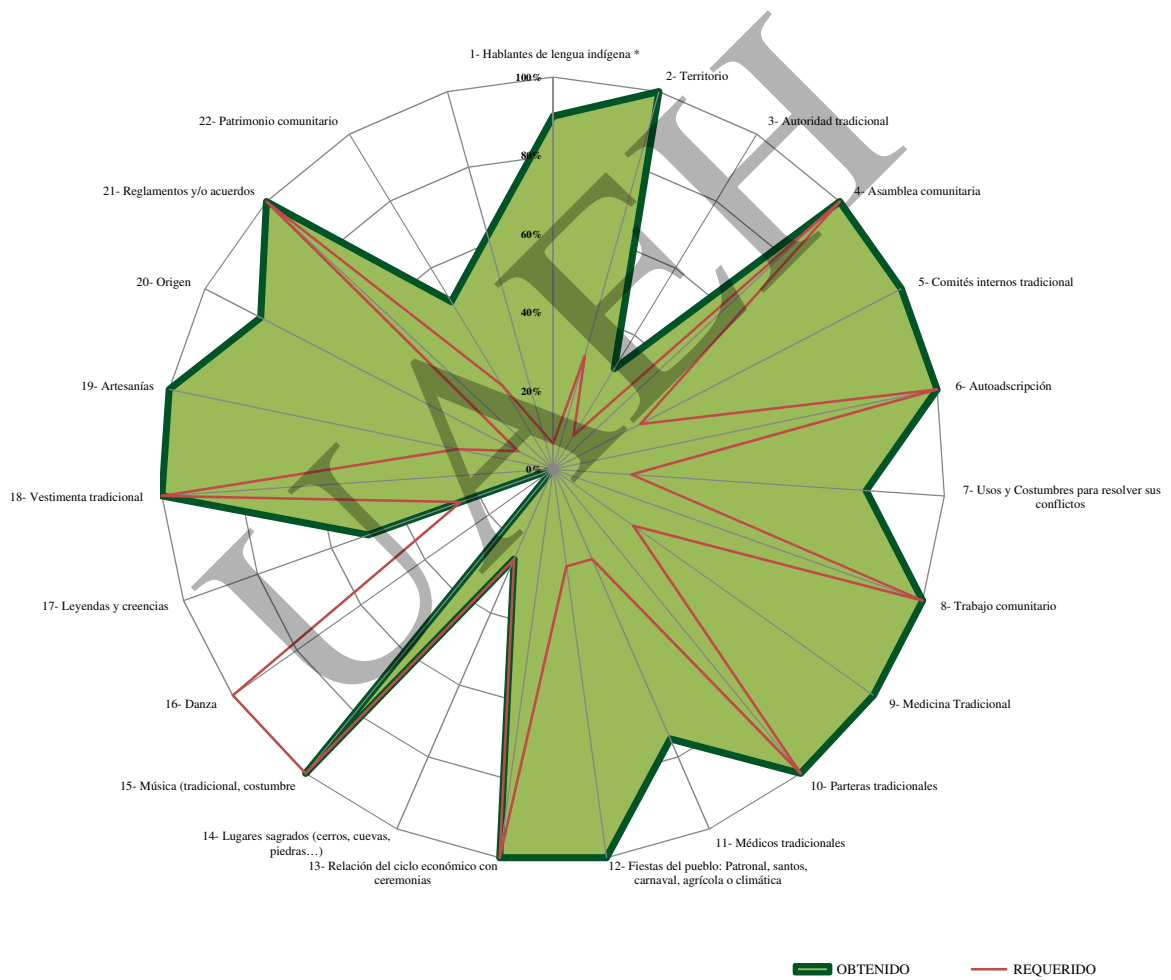 1- Hablantes de lengua indígena *
100%
2- Territorio
22- Patrimonio comunitario
3- Autoridad tradicional
80%
21- Reglamentos y/o acuerdos
4- Asamblea comunitaria
60%
20- Origen
5- Comités internos tradicional
40%
19- Artesanías
6- Autoadscripción
20%
0%
18- Vestimenta tradicional
7- Usos y Costumbres para resolver sus
conflictos
17- Leyendas y creencias
8- Trabajo comunitario
16- Danza
9- Medicina Tradicional
15- Música (tradicional, costumbre
10- Parteras tradicionales
14- Lugares sagrados (cerros, cuevas,
piedras…)
11- Médicos tradicionales
13- Relación del ciclo económico con
ceremonias
12- Fiestas del pueblo: Patronal, santos,
carnaval, agrícola o climática
OBTENIDO
REQUERIDO
UAEH